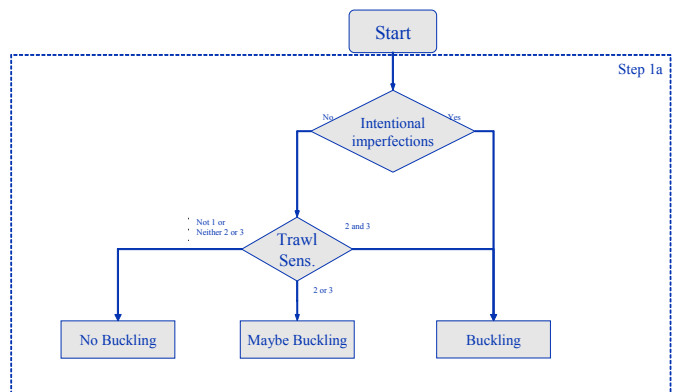 Start
Step 1a
No
Yes
Intentional
imperfections
Not 1 or
Neither 2 or 3
2 and 3
Trawl
Sens.
2 or 3
No Buckling
Maybe Buckling
Buckling